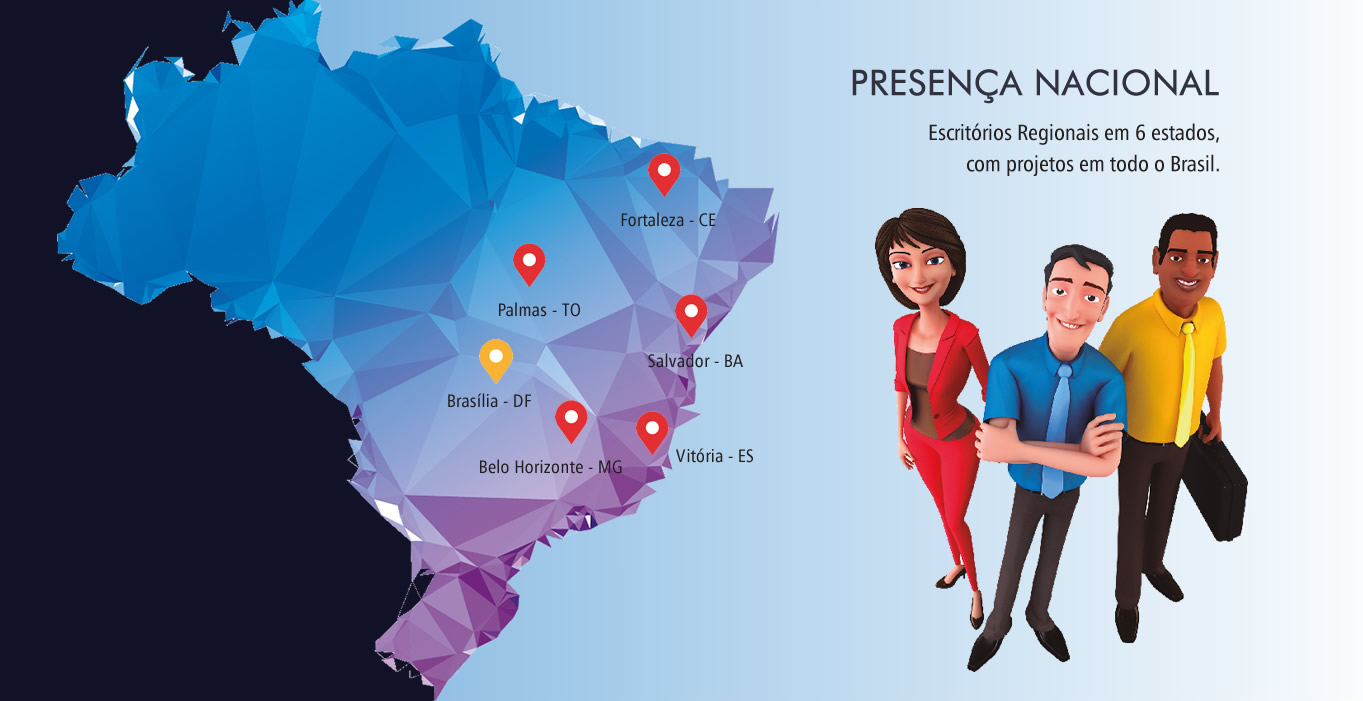 PRESENÇA NACIONAL
Escritórios Regionais em 6 estados,
com projetos em todo o Brasil.
Fortaleza - CE
Palmas - TO
Salvador - BA
Brasília - DF
Belo Horizonte - MG
Vitória - ES